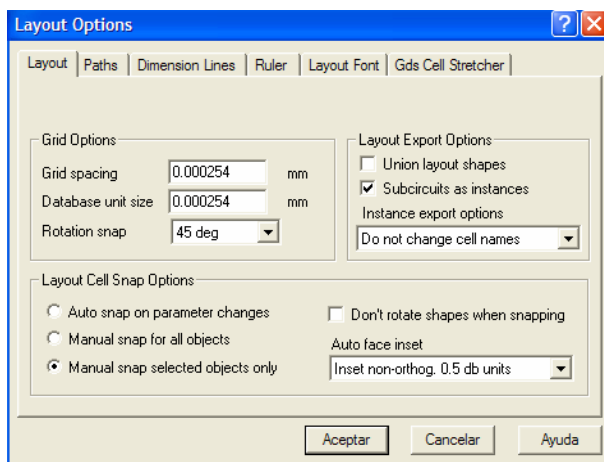 Layout Options
Layout Paths Dimension Lines Ruler Layout Font Gds Cell Stretcher
Grid Options
Grid spacing 0.000254 mm
Database unit size 0.000254 mm
Rotation snap 45 deg
Layout Export Options
Union layout shapes
Subcircuits as instances
Instance export options
Do not change cell names
Layout Cell Snap Options
Auto snap on parameter changes
Manual snap for all objects
Manual snap selected objects only
Don't rotate shapes when snapping
Auto face inset
Inset non-orthog. 0.5 db units
Aceptar Cancelar Ayuda